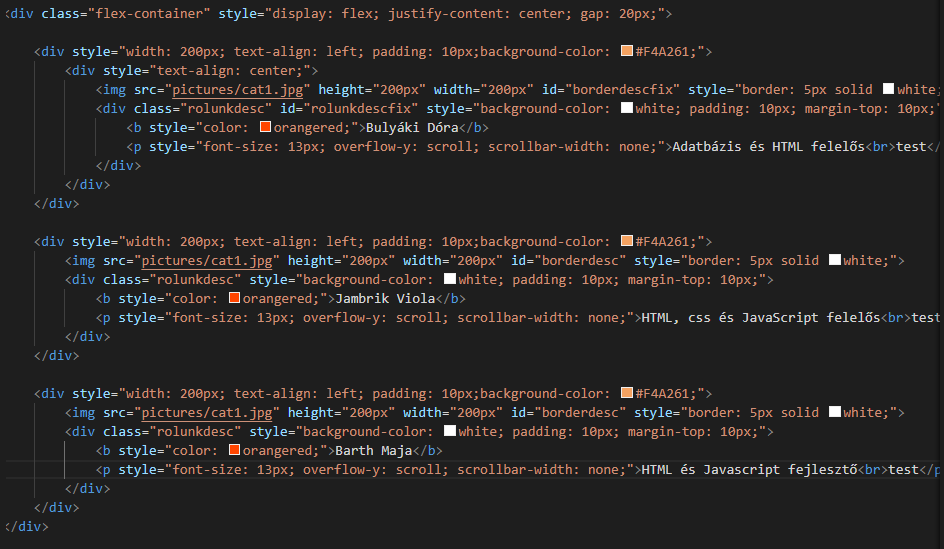 <div class="flex-container" style="display: flex; justify-content: center; gap: 20px;">
<div style="width: 200px; text-align: left; padding: 10px;background-color: #F4A261;">
<div style="text-align: center;">
<img src="pictures/cat1.jpg" height="200px" width="200px" id="borderdescfix" style="border: 5px solid white;
<div class="rolunkdesc" id="rolunkdescfix" style="background-color: white; padding: 10px; margin-top: 10px;"
<b style="color: orangered;">Bulyáki Dóra</b>
<p style="font-size: 13px; overflow-y: scroll; scrollbar-width: none;">Adatbázis és HTML felelős<br>test</
</div>
</div>
</div>
<div style="width: 200px; text-align: left; padding: 10px;background-color: #F4A261;">
<img src="pictures/cat1.jpg" height="200px" width="200px" id="borderdesc" style="border: 5px solid white;">
<div class="rolunkdesc" style="background-color: white; padding: 10px; margin-top: 10px;">
<b style="color: orangered;">Jambrik Viola</b>
<p style="font-size: 13px; overflow-y: scroll; scrollbar-width: none;">HTML, css és JavaScript felelős<br>test
</div>
</div>
<div style="width: 200px; text-align: left; padding: 10px;background-color: #F4A261;">
<img src="pictures/cat1.jpg" height="200px" width="200px" id="borderdesc" style="border: 5px solid white;">
<div class="rolunkdesc" style="background-color: white; padding: 10px; margin-top: 10px;">
<b style="color: orangered;">Barth Maja</b>
<p style="font-size: 13px; overflow-y: scroll; scrollbar-width: none;">HTML és Javascript fejlesztő<br>test</p
</div>
</div>
</div>